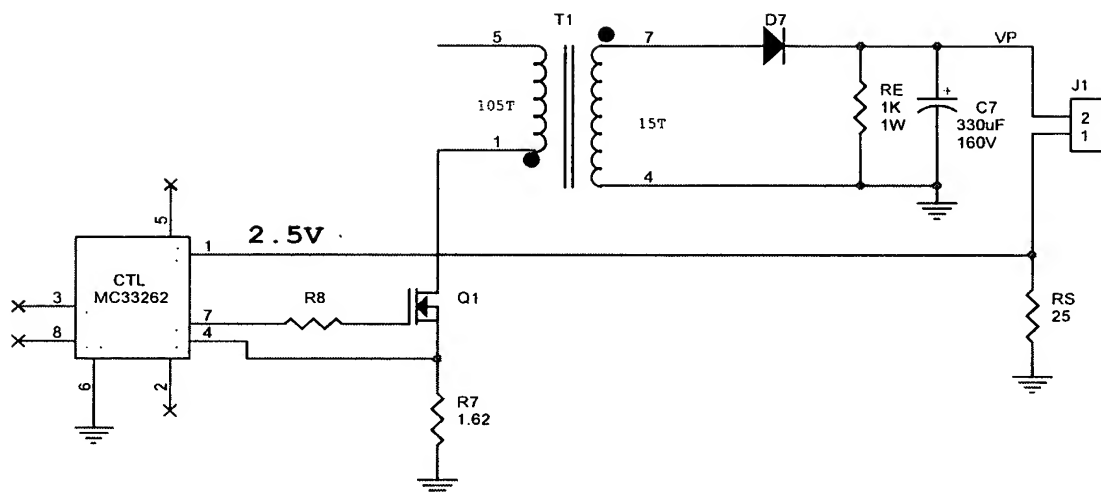 T1
D7
5
7
VP
105T
15T
RE
1K
1W
+
C7
330uF
160V
J1
2
1
1
4
5
2.5V
1
CTL
MC33262
3
7
R8
Q1
8
4
RS
25
6
2
R7
1.62